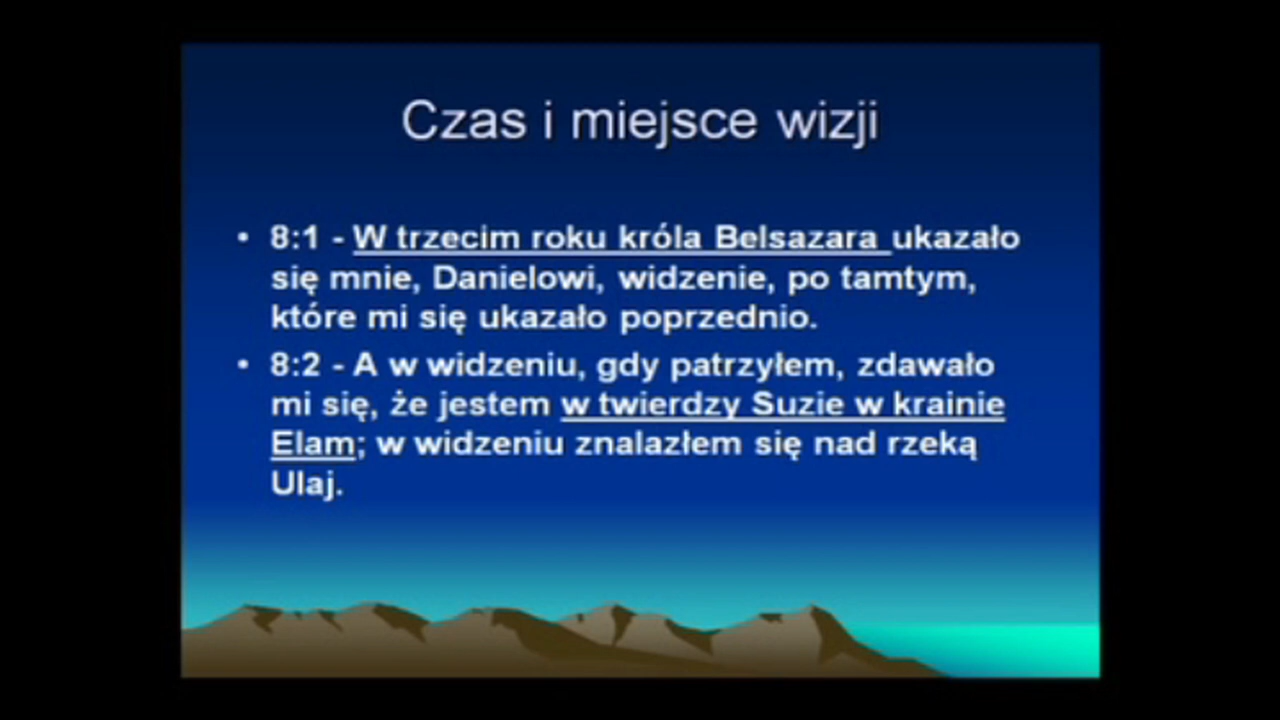 Czas i miejsce wizji
• 8:1 - W trzecim roku króla Belsazara ukazało
się mnie, Danielowi, widzenie, po tamtym,
które mi się ukazało poprzednio.
• 8:2 - A w widzeniu, gdy patrzyłem, zdawało
mi się, że jestem w twierdzy Suzie w krainie
Elam; w widzeniu znalazłem się nad rzeką
Ulaj.